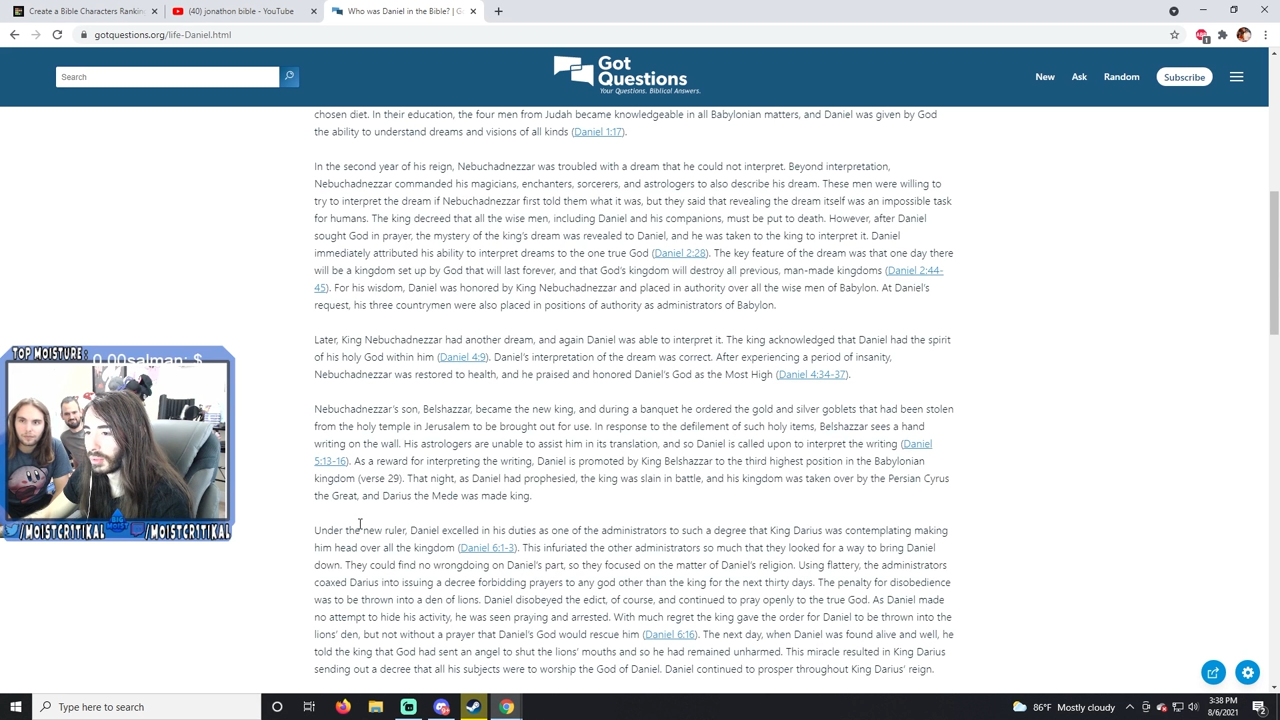 Create a Bible Characters Rankin
(40) jonathon bible - YouTube
Who was Daniel in the Bible? | G
gotquestions.org/life-Daniel.html
Search
Got
Questions
Your Questions. Biblical Answers.
New
Ask
Random
Subscribe
chosen diet. In their education, the four men from Judah became knowledgeable in all Babylonian matters, and Daniel was given by God
the ability to understand dreams and visions of all kinds (Daniel 1:17).
In the second year of his reign, Nebuchadnezzar was troubled with a dream that he could not interpret. Beyond interpretation,
Nebuchadnezzar commanded his magicians, enchanters, sorcerers, and astrologers to also describe his dream. These men were willing to
try to interpret the dream if Nebuchadnezzar first told them what it was, but they said that revealing the dream itself was an impossible task
for humans. The king decreed that all the wise men, including Daniel and his companions, must be put to death. However, after Daniel
sought God in prayer, the mystery of the king's dream was revealed to Daniel, and he was taken to the king to interpret it. Daniel
immediately attributed his ability to interpret dreams to the one true God (Daniel 2:28). The key feature of the dream was that one day there
will be a kingdom set up by God that will last forever, and that God's kingdom will destroy all previous, man-made kingdoms (Daniel 2:44-
45). For his wisdom, Daniel was honored by King Nebuchadnezzar and placed in authority over all the wise men of Babylon. At Daniel's
request, his three countrymen were also placed in positions of authority as administrators of Babylon.
Later, King Nebuchadnezzar had another dream, and again Daniel was able to interpret it. The king acknowledged that Daniel had the spirit
of his holy God within him (Daniel 4:9). Daniel's interpretation of the dream was correct. After experiencing a period of insanity,
Nebuchadnezzar was restored to health, and he praised and honored Daniel's God as the Most High (Daniel 4:34-37).
Nebuchadnezzar's son, Belshazzar, became the new king, and during a banquet he ordered the gold and silver goblets that had been stolen
from the holy temple in Jerusalem to be brought out for use. In response to the defilement of such holy items, Belshazzar sees a hand
writing on the wall. His astrologers are unable to assist him in its translation, and so Daniel is called upon to interpret the writing (Daniel
5:13-16). As a reward for interpreting the writing, Daniel is promoted by King Belshazzar to the third highest position in the Babylonian
kingdom (verse 29). That night, as Daniel had prophesied, the king was slain in battle, and his kingdom was taken over by the Persian Cyrus
the Great, and Darius the Mede was made king.
Under the new ruler, Daniel excelled in his duties as one of the administrators to such a degree that King Darius was contemplating making
him head over all the kingdom (Daniel 6:1-3). This infuriated the other administrators so much that they looked for a way to bring Daniel
down. They could find no wrongdoing on Daniel's part, so they focused on the matter of Daniel's religion. Using flattery, the administrators
coaxed Darius into issuing a decree forbidding prayers to any god other than the king for the next thirty days. The penalty for disobedience
was to be thrown into a den of lions. Daniel disobeyed the edict, of course, and continued to pray openly to the true God. As Daniel made
no attempt to hide his activity, he was seen praying and arrested. With much regret the king gave the order for Daniel to be thrown into the
lions' den, but not without a prayer that Daniel's God would rescue him (Daniel 6:16). The next day, when Daniel was found alive and well, he
told the king that God had sent an angel to shut the lions' mouths and so he had remained unharmed. This miracle resulted in King Darius
sending out a decree that all his subjects were to worship the God of Daniel. Daniel continued to prosper throughout King Darius' reign.
TOP MOISTURE:
0.00salman: $
BIG
MOIST
/MOISTCRITIKAL
/MOISTCRITIKAL
Type here to search
86°F Mostly cloudy
3:38 PM
8/6/2021
2